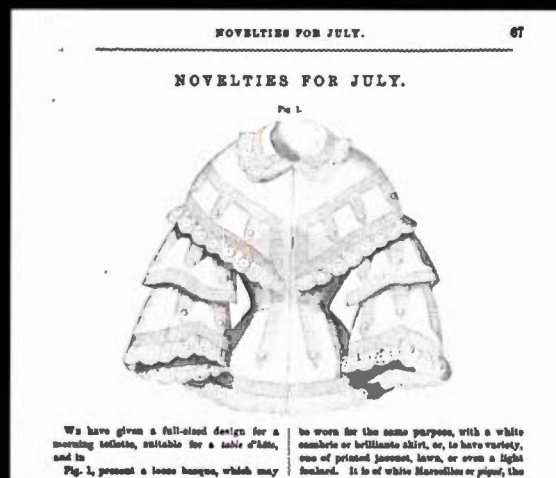 NOVELTIES FOR JULY. 67
NOVELTIES FOR JULY.
Fig 1.
We have given a full-sized design for a
morning toilette, suitable for a table d'hôte,
and in
Fig. 1, present a loose basque, which may
be worn for the same purpose, with a white
cambric or brilliante skirt, or, to have variety,
one of printed jaconet, lawn, or even a light
foulard. It is of white Marseilles or piqué, the